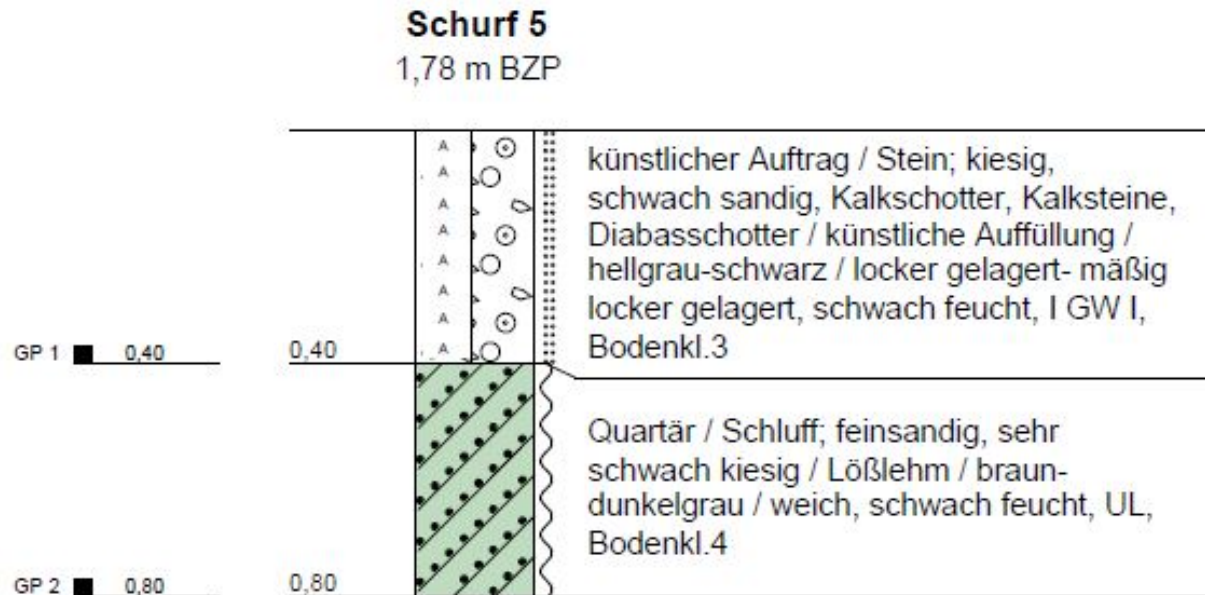 Schurf 5
1,78 m BZP
künstlicher Auftrag / Stein; kiesig,
schwach sandig, Kalkschotter, Kalksteine,
Diabasschotter / künstliche Auffüllung /
hellgrau-schwarz / locker gelagert- mäßig
locker gelagert, schwach feucht, I GW I,
Bodenkl.3
GP 1 0,40 0,40
Quartär / Schluff; feinsandig, sehr
schwach kiesig / Lößlehm / braun-
dunkelgrau / weich, schwach feucht, UL,
Bodenkl.4
GP 2 0,80 0,80
A
A
A
A
A
A
A
A